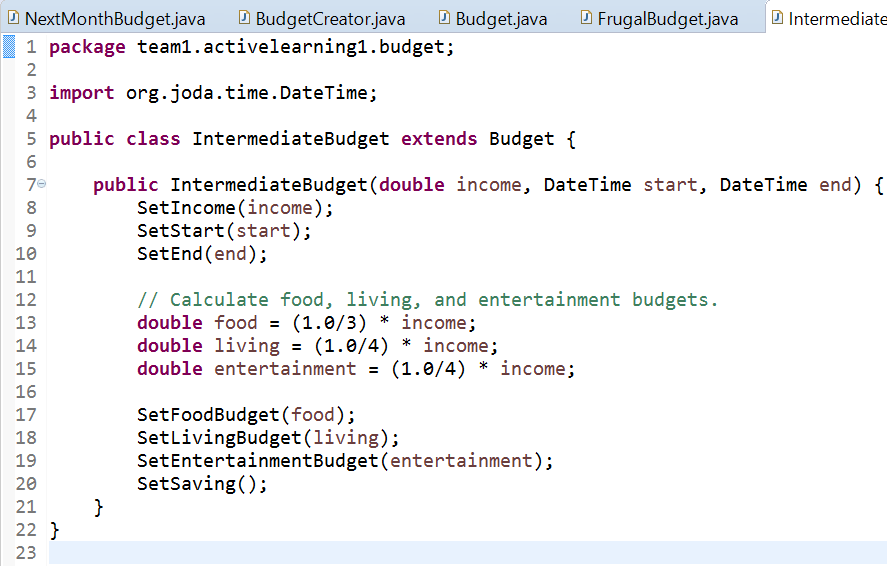 NextMonthBudget.java BudgetCreator.java Budget.java FrugalBudget.java Intermediate
1 package team1.activelearning1.budget;
2
3 import org.joda.time.DateTime;
4
5 public class IntermediateBudget extends Budget {
6
7 public IntermediateBudget(double income, DateTime start, DateTime end) {
8 SetIncome(income);
9 SetStart(start);
10 SetEnd(end);
11
12 // Calculate food, living, and entertainment budgets.
13 double food = (1.0/3) * income;
14 double living = (1.0/4) * income;
15 double entertainment = (1.0/4) * income;
16
17 SetFoodBudget(food);
18 SetLivingBudget(living);
19 SetEntertainmentBudget(entertainment);
20 SetSaving();
21 }
22 }
23